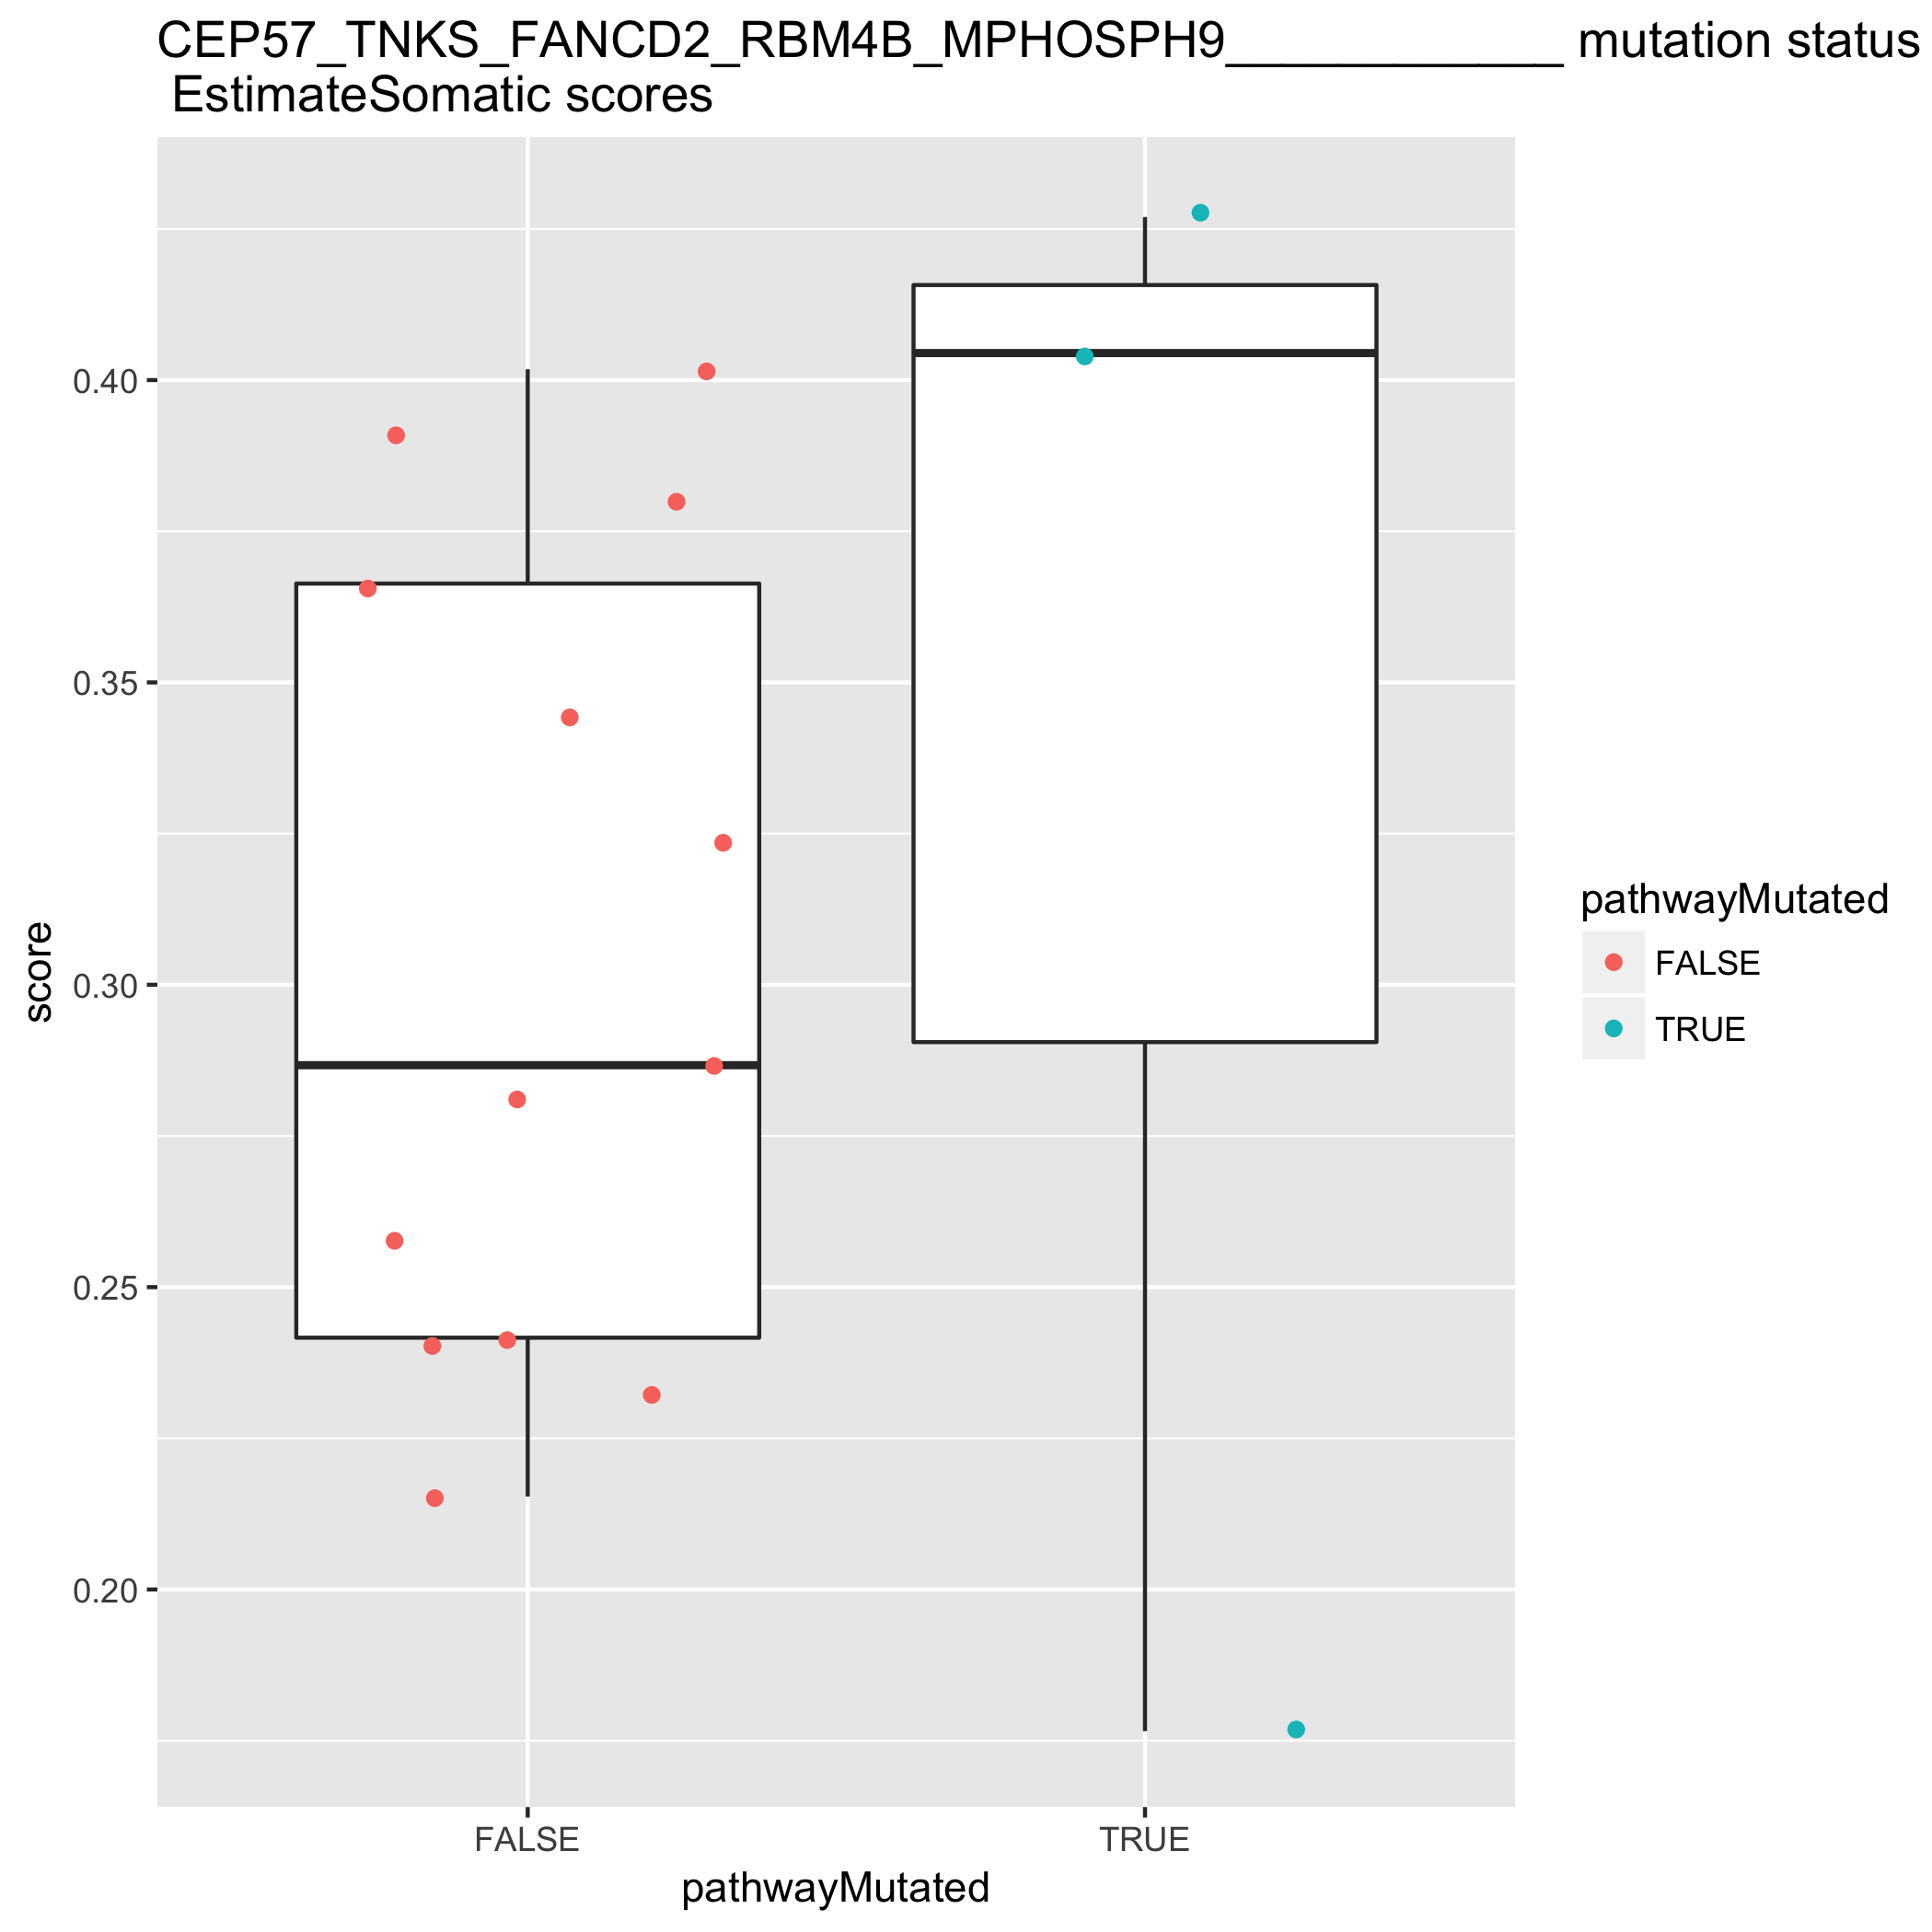 CEP57_TNKS_FANCD2_RBM4B_MPHOSPH9____________ mutation status
EstimateSomatic scores
0.40
0.35
0.30
0.25
0.20
score
FALSE
TRUE
pathwayMutated
pathwayMutated
FALSE
TRUE